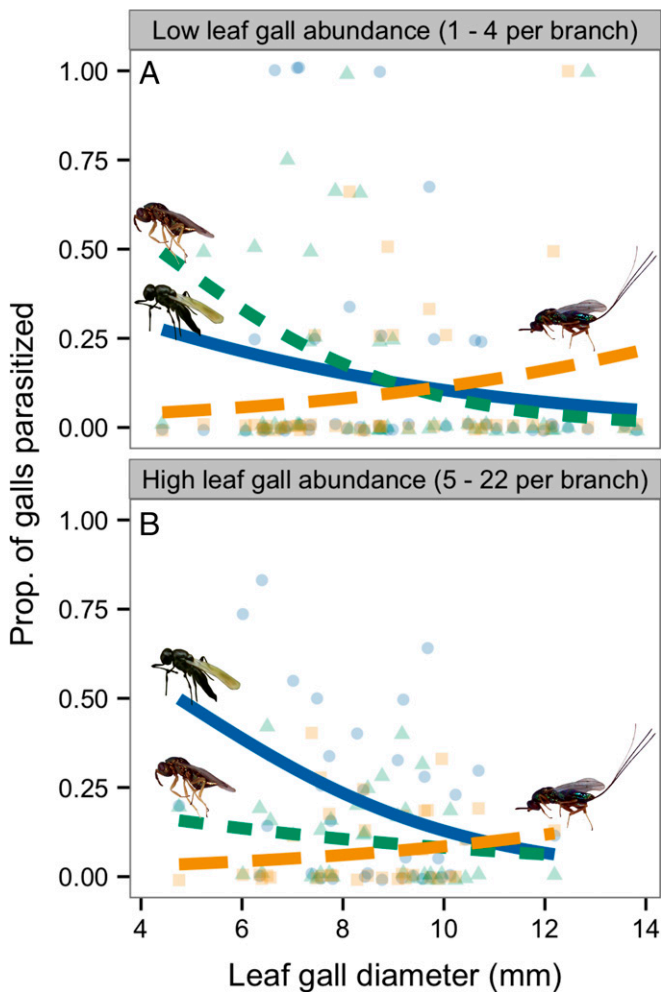 Low leaf gall abundance (1 - 4 per branch)
A
1.00
0.75
0.50
0.25
0.00
High leaf gall abundance (5 - 22 per branch)
B
1.00
0.75
0.50
0.25
0.00
Prop. of galls parasitized
4 6 8 10 12 14
Leaf gall diameter (mm)